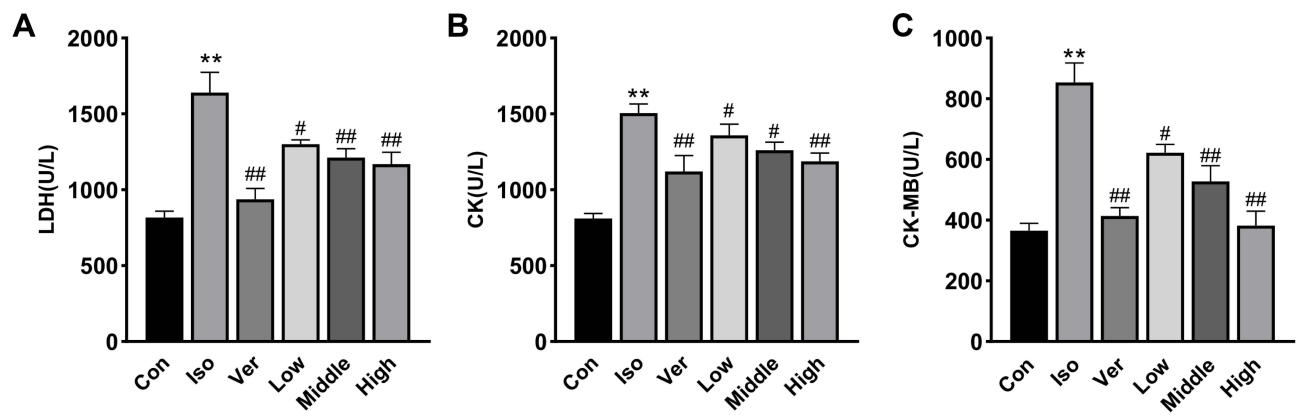 A
LDH(U/L)
2000
1500
1000
500
0
**
##
#
##
##
Con
Iso
Ver
Low
Middle
High
B
CK(U/L)
2000
1500
1000
500
0
**
##
#
#
##
Con
Iso
Ver
Low
Middle
High
C
CK-MB(U/L)
1000
800
600
400
200
0
**
##
#
##
##
Con
Iso
Ver
Low
Middle
High